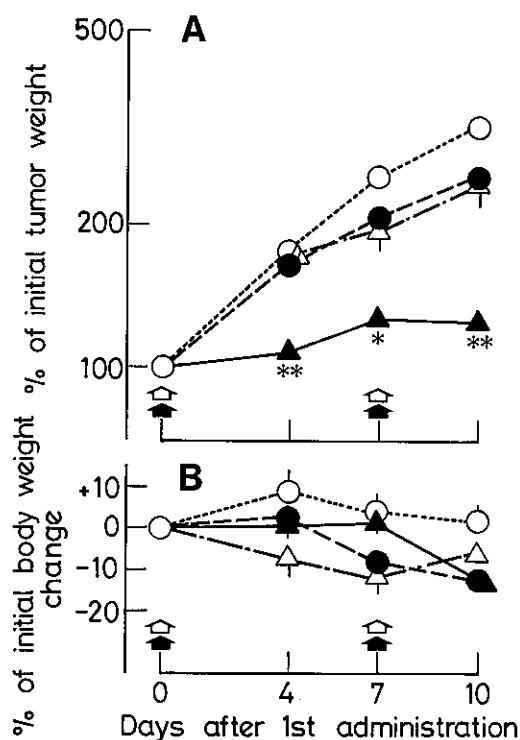 A
500
200
100
% of initial tumor weight
**
*
**
B
+10
0
-10
-20
% of initial body weight
change
0 4 7 10
Days after 1st administration